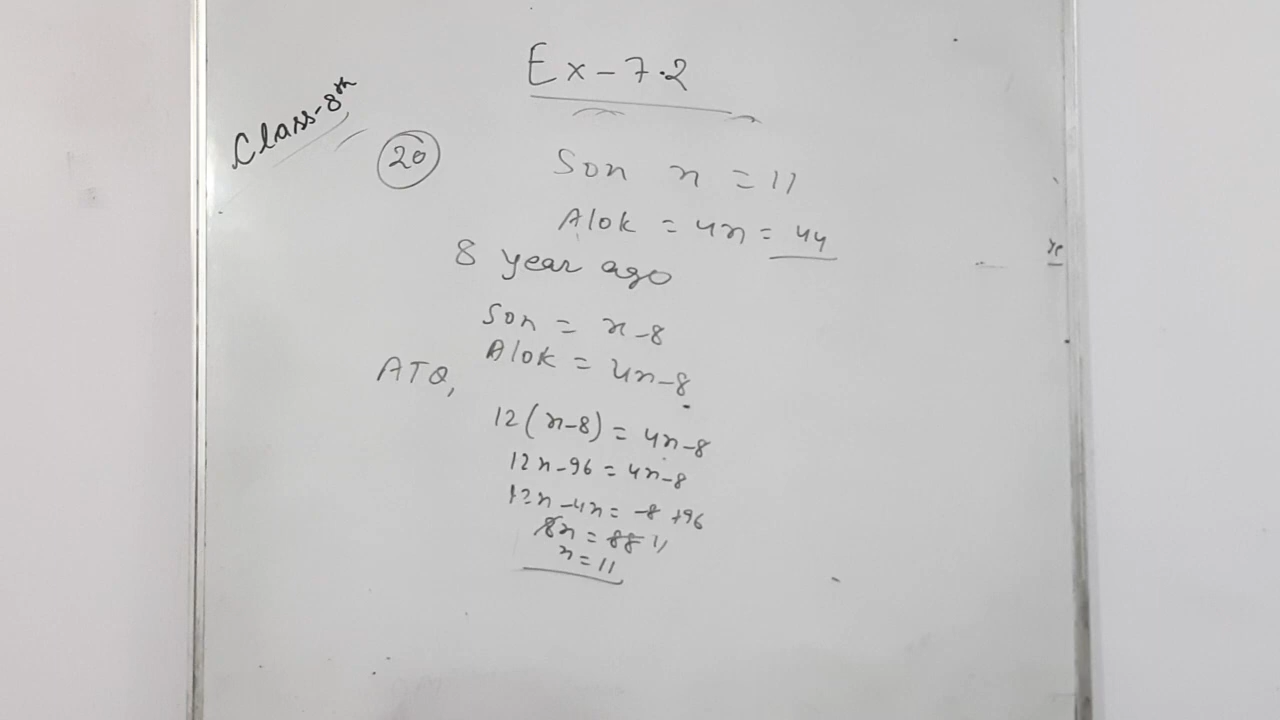 Ex-7.2
Class-8th
20
Son x = 11
Alok = 4x = 44
8 year ago
Son = x-8
Alok = 4x-8
ATQ,
12(x-8) = 4x-8
12x-96 = 4x-8
12x-4x = -8 +96
8x = 88 11
x = 11